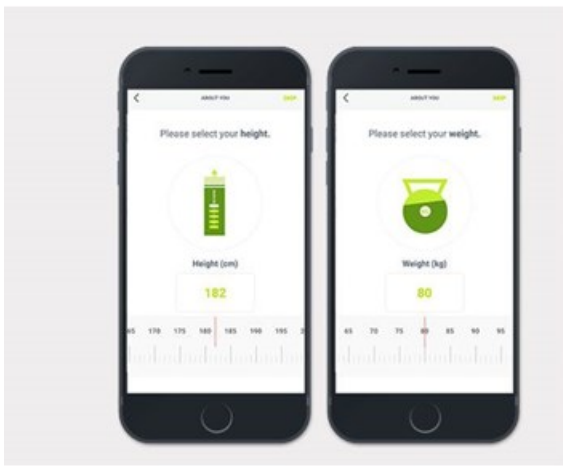 ABOUT YOU
SKIP
Please select your height.
Height (cm)
182
65 170 175 180 185 190 195 2
ABOUT YOU
SKIP
Please select your weight.
Weight (kg)
80
65 70 75 80 85 90 95